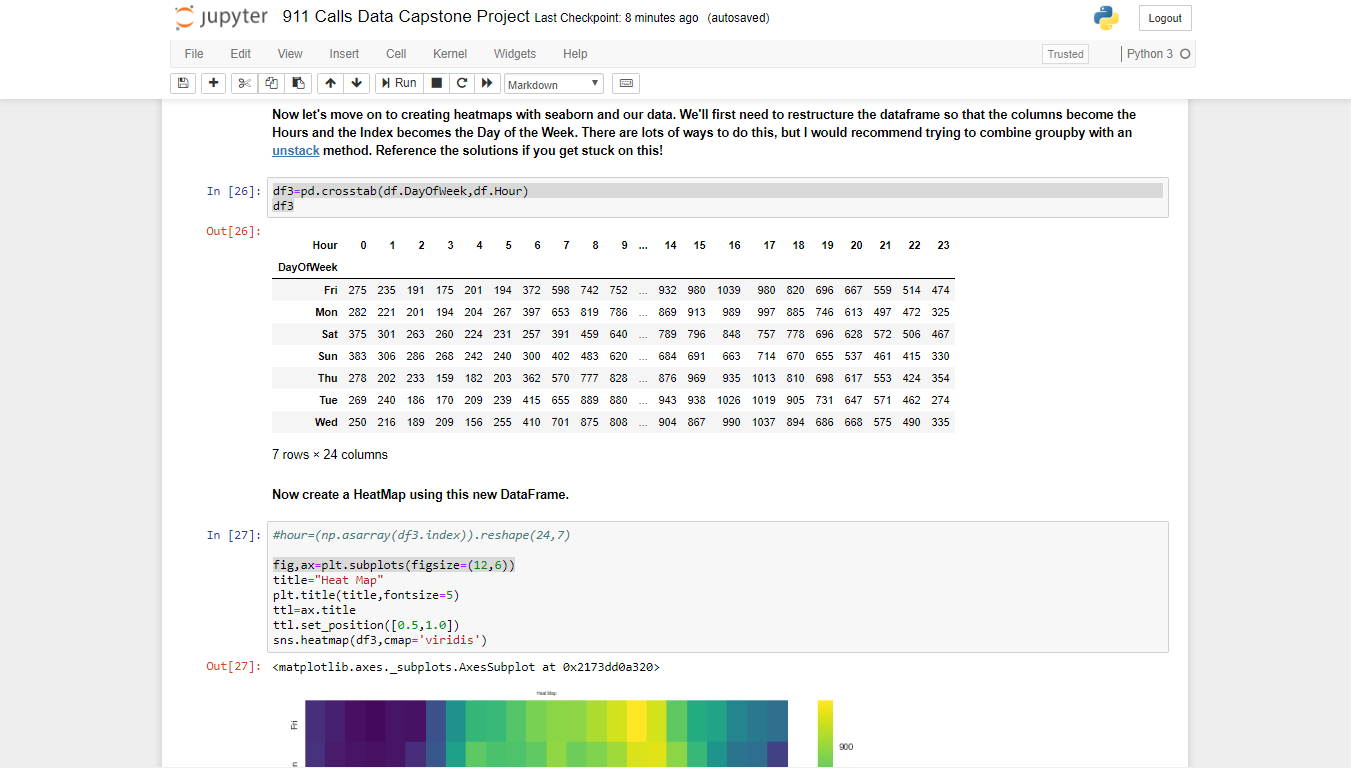 jupyter 911 Calls Data Capstone Project Last Checkpoint: 8 minutes ago (autosaved) Logout
File Edit View Insert Cell Kernel Widgets Help Trusted Python 3
Run Markdown
Now let's move on to creating heatmaps with seaborn and our data. We'll first need to restructure the dataframe so that the columns become the
Hours and the Index becomes the Day of the Week. There are lots of ways to do this, but I would recommend trying to combine groupby with an
unstack method. Reference the solutions if you get stuck on this!
In [26]: df3=pd.crosstab(df.DayOfWeek,df.Hour)
df3
Out[26]:
Hour 0 1 2 3 4 5 6 7 8 9 ... 14 15 16 17 18 19 20 21 22 23
DayOfWeek
Fri 275 235 191 175 201 194 372 598 742 752 ... 932 980 1039 980 820 696 667 559 514 474
Mon 282 221 201 194 204 267 397 653 819 786 ... 869 913 989 997 885 746 613 497 472 325
Sat 375 301 263 260 224 231 257 391 459 640 ... 789 796 848 757 778 696 628 572 506 467
Sun 383 306 286 268 242 240 300 402 483 620 ... 684 691 663 714 670 655 537 461 415 330
Thu 278 202 233 159 182 203 362 570 777 828 ... 876 969 935 1013 810 698 617 553 424 354
Tue 269 240 186 170 209 239 415 655 889 880 ... 943 938 1026 1019 905 731 647 571 462 274
Wed 250 216 189 209 156 255 410 701 875 808 ... 904 867 990 1037 894 686 668 575 490 335
7 rows × 24 columns
Now create a HeatMap using this new DataFrame.
In [27]: #hour=(np.asarray(df3.index)).reshape(24,7)
fig,ax=plt.subplots(figsize=(12,6))
title="Heat Map"
plt.title(title,fontsize=5)
ttl=ax.title
ttl.set_position([0.5,1.0])
sns.heatmap(df3,cmap='viridis')
Out[27]: <matplotlib.axes._subplots.AxesSubplot at 0x2173dd0a320>
Heat Map
Fri
900